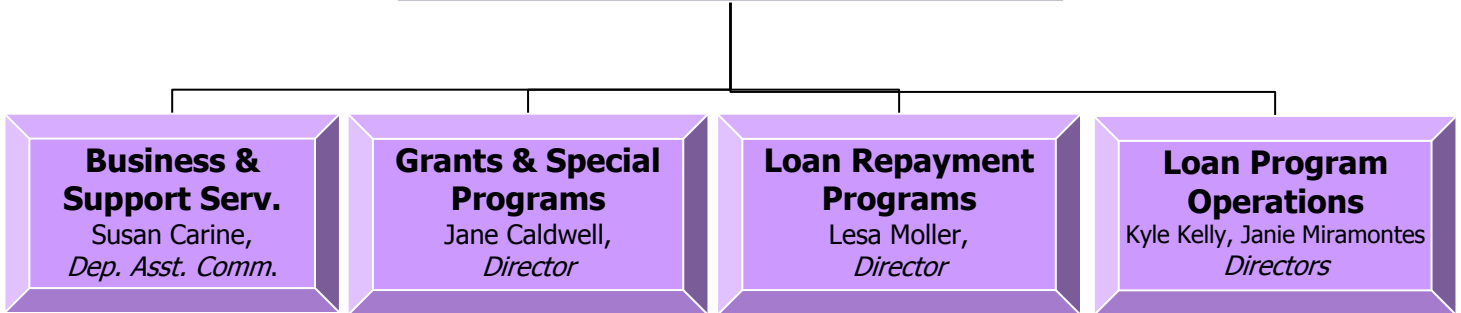 Business &
Support Serv.
Susan Carine,
Dep. Asst. Comm.
Grants & Special
Programs
Jane Caldwell,
Director
Loan Repayment
Programs
Lesa Moller,
Director
Loan Program
Operations
Kyle Kelly, Janie Miramontes
Directors